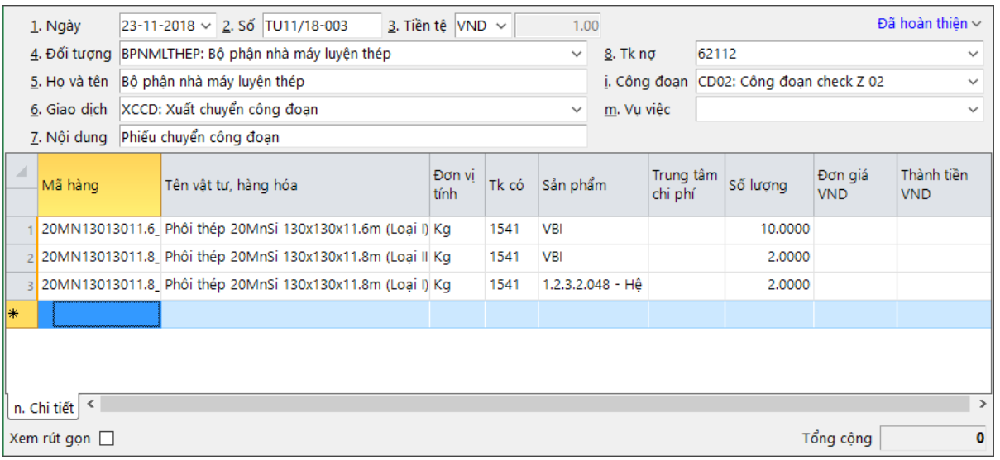 1. Ngày 23-11-2018 2. Số TU11/18-003 3. Tiền tệ VND 1.00 Đã hoàn thiện
4. Đối tượng BPNMLTHEP: Bộ phận nhà máy luyện thép 8. Tk nợ 62112
5. Họ và tên Bộ phận nhà máy luyện thép i. Công đoạn CD02: Công đoạn check Z 02
6. Giao dịch XCCD: Xuất chuyển công đoạn m. Vụ việc
7. Nội dung Phiếu chuyển công đoạn
Mã hàng Tên vật tư, hàng hóa Đơn vị tính Tk có Sản phẩm Trung tâm chi phí Số lượng Đơn giá VND Thành tiền VND
1 20MN13013011.6_ Phôi thép 20MnSi 130x130x11.6m (Loại I) Kg 1541 VBI 10.0000
2 20MN13013011.8_ Phôi thép 20MnSi 130x130x11.8m (Loại II Kg 1541 VBI 2.0000
3 20MN13013011.8_ Phôi thép 20MnSi 130x130x11.8m (Loại I) Kg 1541 1.2.3.2.048 - Hệ 2.0000
n. Chi tiết
Xem rút gọn Tổng cộng 0